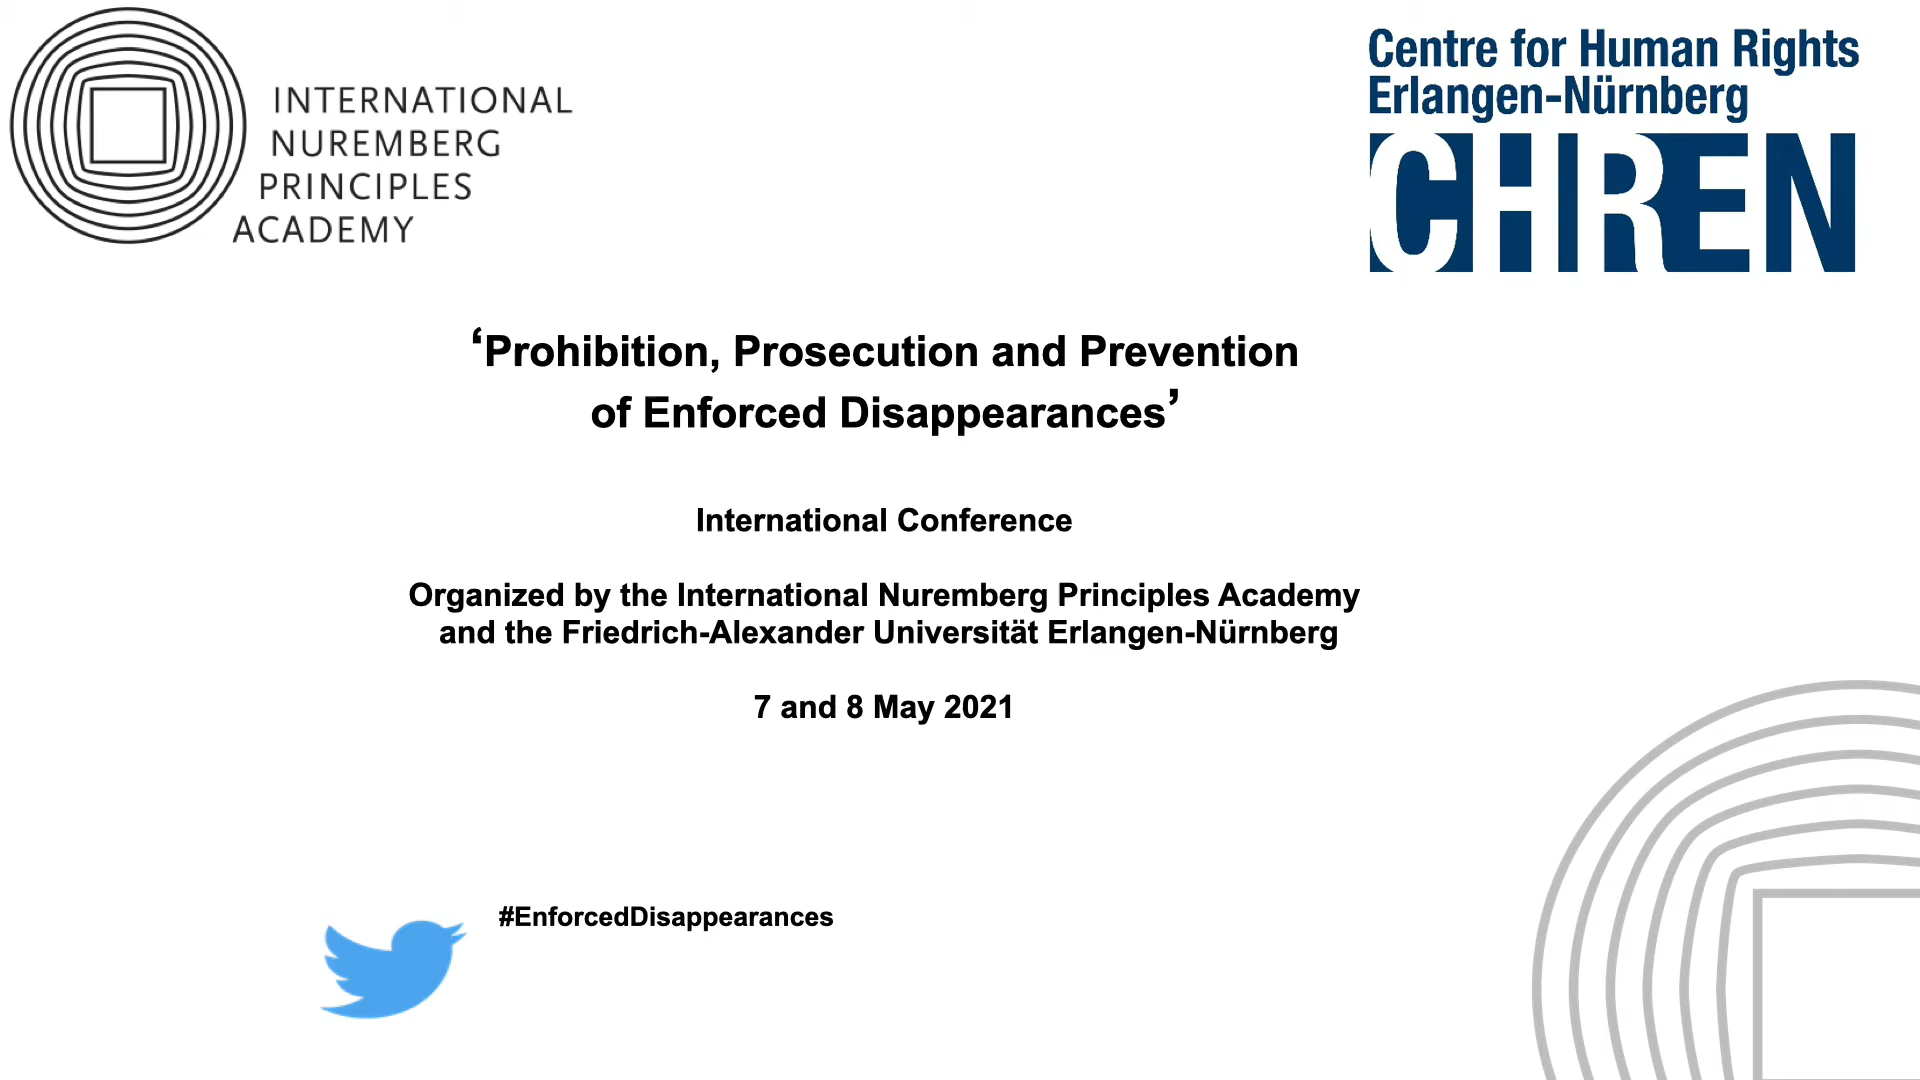 INTERNATIONAL
NUREMBERG
PRINCIPLES
ACADEMY
Centre for Human Rights
Erlangen-Nürnberg
CHREN
‘Prohibition, Prosecution and Prevention
of Enforced Disappearances’
International Conference
Organized by the International Nuremberg Principles Academy
and the Friedrich-Alexander Universität Erlangen-Nürnberg
7 and 8 May 2021
#EnforcedDisappearances